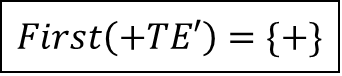 First(+TE′) = {+}